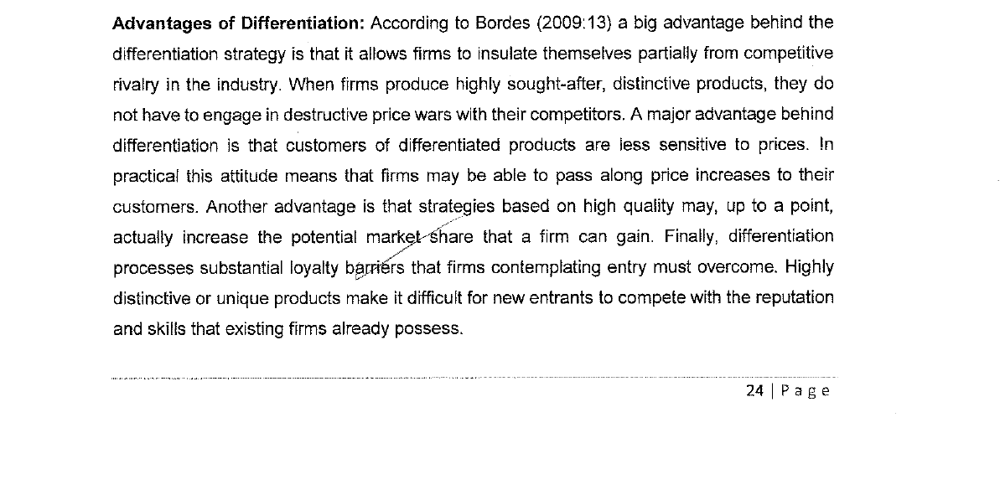 Advantages of Differentiation: According to Bordes (2009:13) a big advantage behind the
differentiation strategy is that it allows firms to insulate themselves partially from competitive
rivalry in the industry. When firms produce highly sought-after, distinctive products, they do
not have to engage in destructive price wars with their competitors. A major advantage behind
differentiation is that customers of differentiated products are less sensitive to prices. In
practical this attitude means that firms may be able to pass along price increases to their
customers. Another advantage is that strategies based on high quality may, up to a point,
actually increase the potential market share that a firm can gain. Finally, differentiation
processes substantial loyalty barriers that firms contemplating entry must overcome. Highly
distinctive or unique products make it difficult for new entrants to compete with the reputation
and skills that existing firms already possess.
24 | P a g e